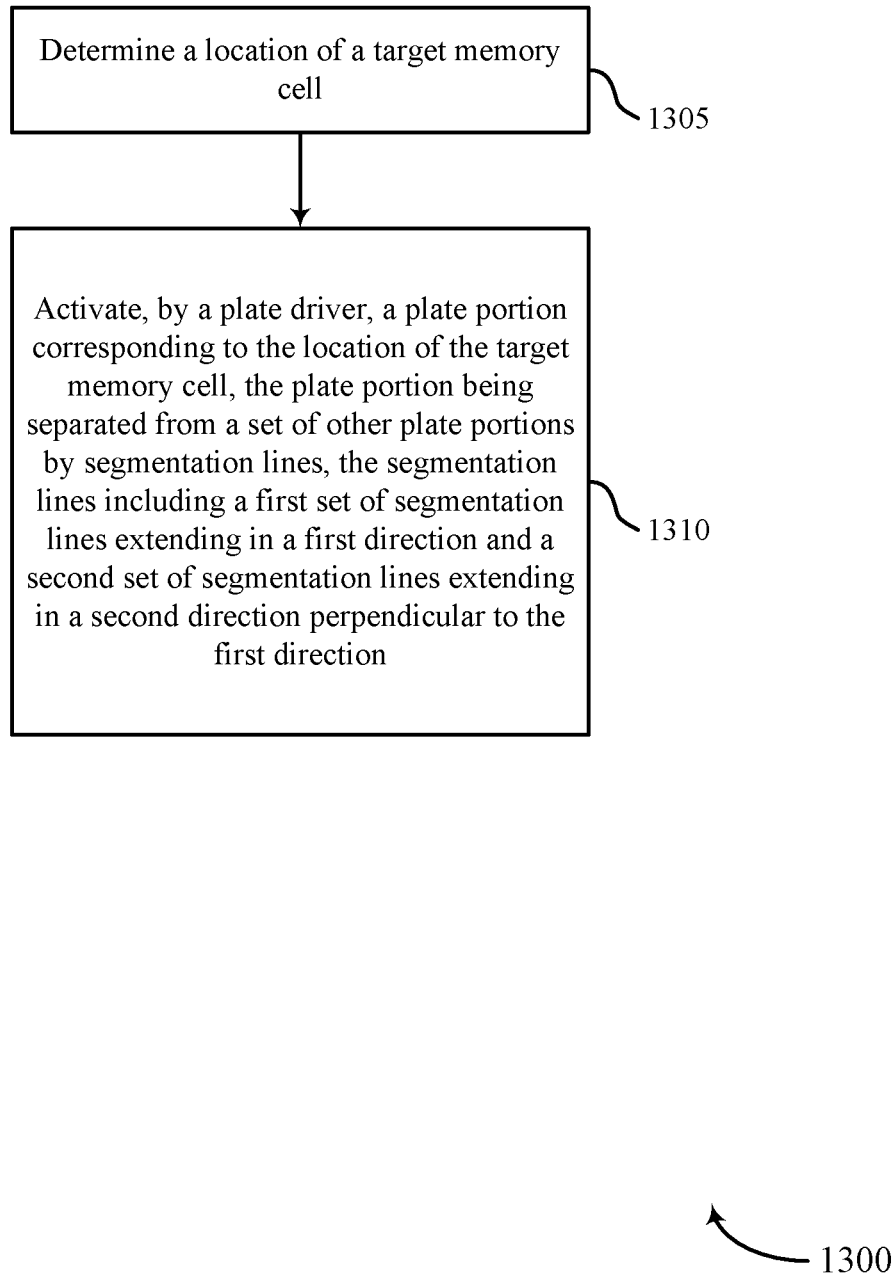 Determine a location of a target memory
cell
1305
Activate, by a plate driver, a plate portion
corresponding to the location of the target
memory cell, the plate portion being
separated from a set of other plate portions
by segmentation lines, the segmentation
lines including a first set of segmentation
lines extending in a first direction and a
second set of segmentation lines extending
in a second direction perpendicular to the
first direction
1310
1300